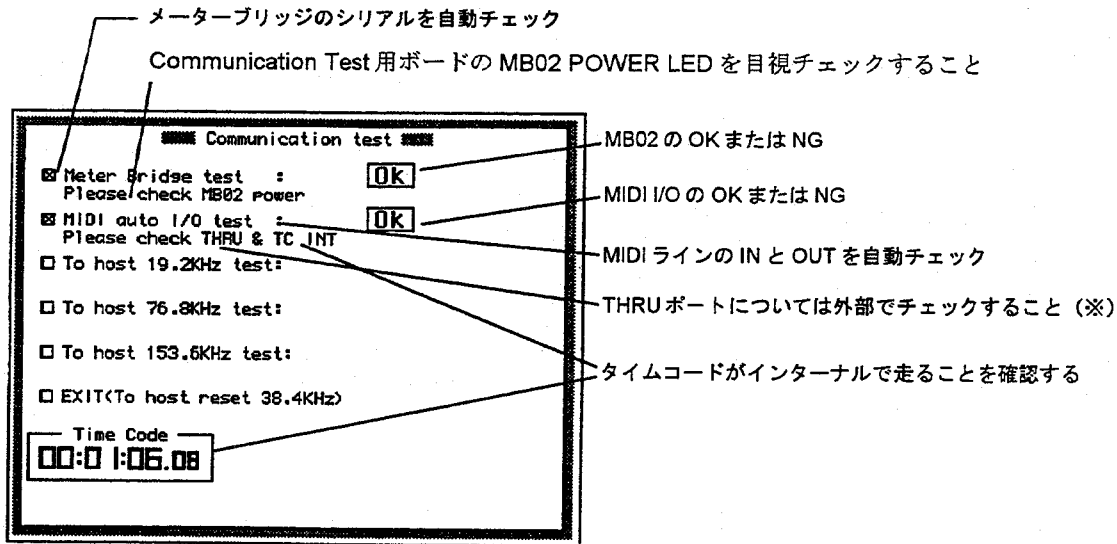 メーターブリッジのシリアルを自動チェック
Communication Test 用ボードの MB02 POWER LED を目視チェックすること
Communication test
Meter Bridge test :
OK
Please check MB02 power
MIDI auto I/O test :
OK
Please check THRU & TC INT
To host 19.2KHz test:
To host 76.8KHz test:
To host 153.6KHz test:
EXIT(To host reset 38.4KHz)
Time Code
00:01:06.08
MB02 の OK または NG
MIDI I/O の OK または NG
MIDI ラインの IN と OUT を自動チェック
THRU ポートについては外部でチェックすること（※）
タイムコードがインターナルで走ることを確認する